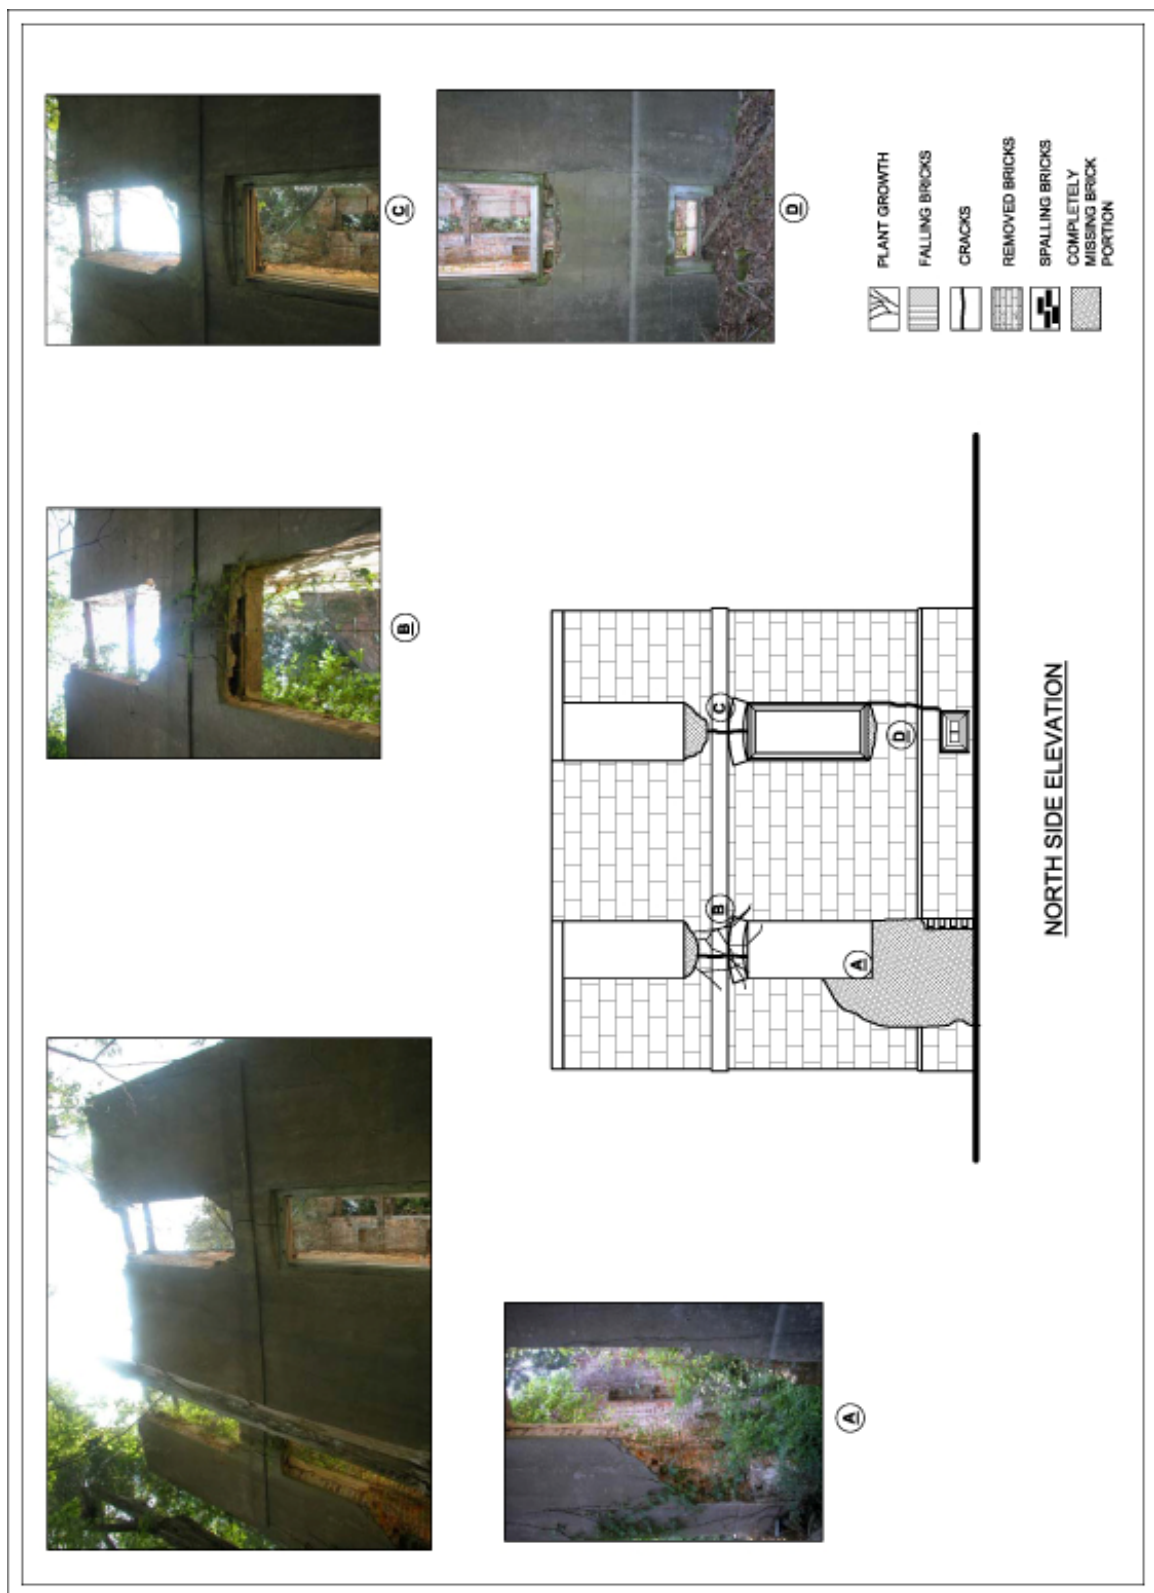 C
D
B
A
PLANT GROWTH
FALLING BRICKS
CRACKS
REMOVED BRICKS
SPALLING BRICKS
COMPLETELY
MISSING BRICK
PORTION
B
C
A
D
NORTH SIDE ELEVATION